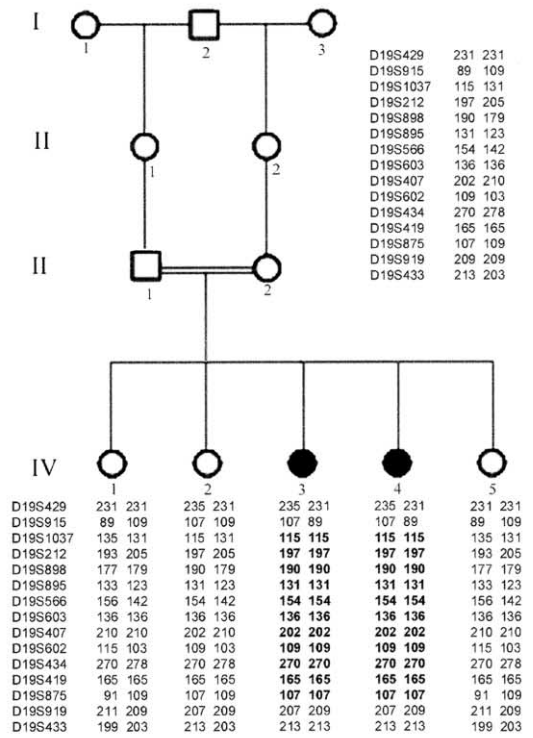 I
1
2
3
D19S429 231 231
D19S915 89 109
D19S1037 115 131
D19S212 197 205
D19S898 190 179
D19S895 131 123
D19S566 154 142
D19S603 136 136
D19S407 202 210
D19S602 109 103
D19S434 270 278
D19S419 165 165
D19S875 107 109
D19S919 209 209
D19S433 213 203
II
1
2
II
1
2
IV
1
2
3
4
5
D19S429 231 231 235 231 235 231 235 231 231 231
D19S915 89 109 107 109 107 89 107 89 89 109
D19S1037 135 131 115 131 115 115 115 115 135 131
D19S212 193 205 197 205 197 197 197 197 193 205
D19S898 177 179 190 179 190 190 190 190 177 179
D19S895 133 123 131 123 131 131 131 131 133 123
D19S566 156 142 154 142 154 154 154 154 156 142
D19S603 136 136 136 136 136 136 136 136 136 136
D19S407 210 210 202 210 202 202 202 202 210 210
D19S602 115 103 109 103 109 109 109 109 115 103
D19S434 270 278 270 278 270 270 270 270 270 278
D19S419 165 165 165 165 165 165 165 165 165 165
D19S875 91 109 107 109 107 107 107 107 91 109
D19S919 211 209 207 209 207 209 207 209 211 209
D19S433 199 203 213 203 213 213 213 213 199 203